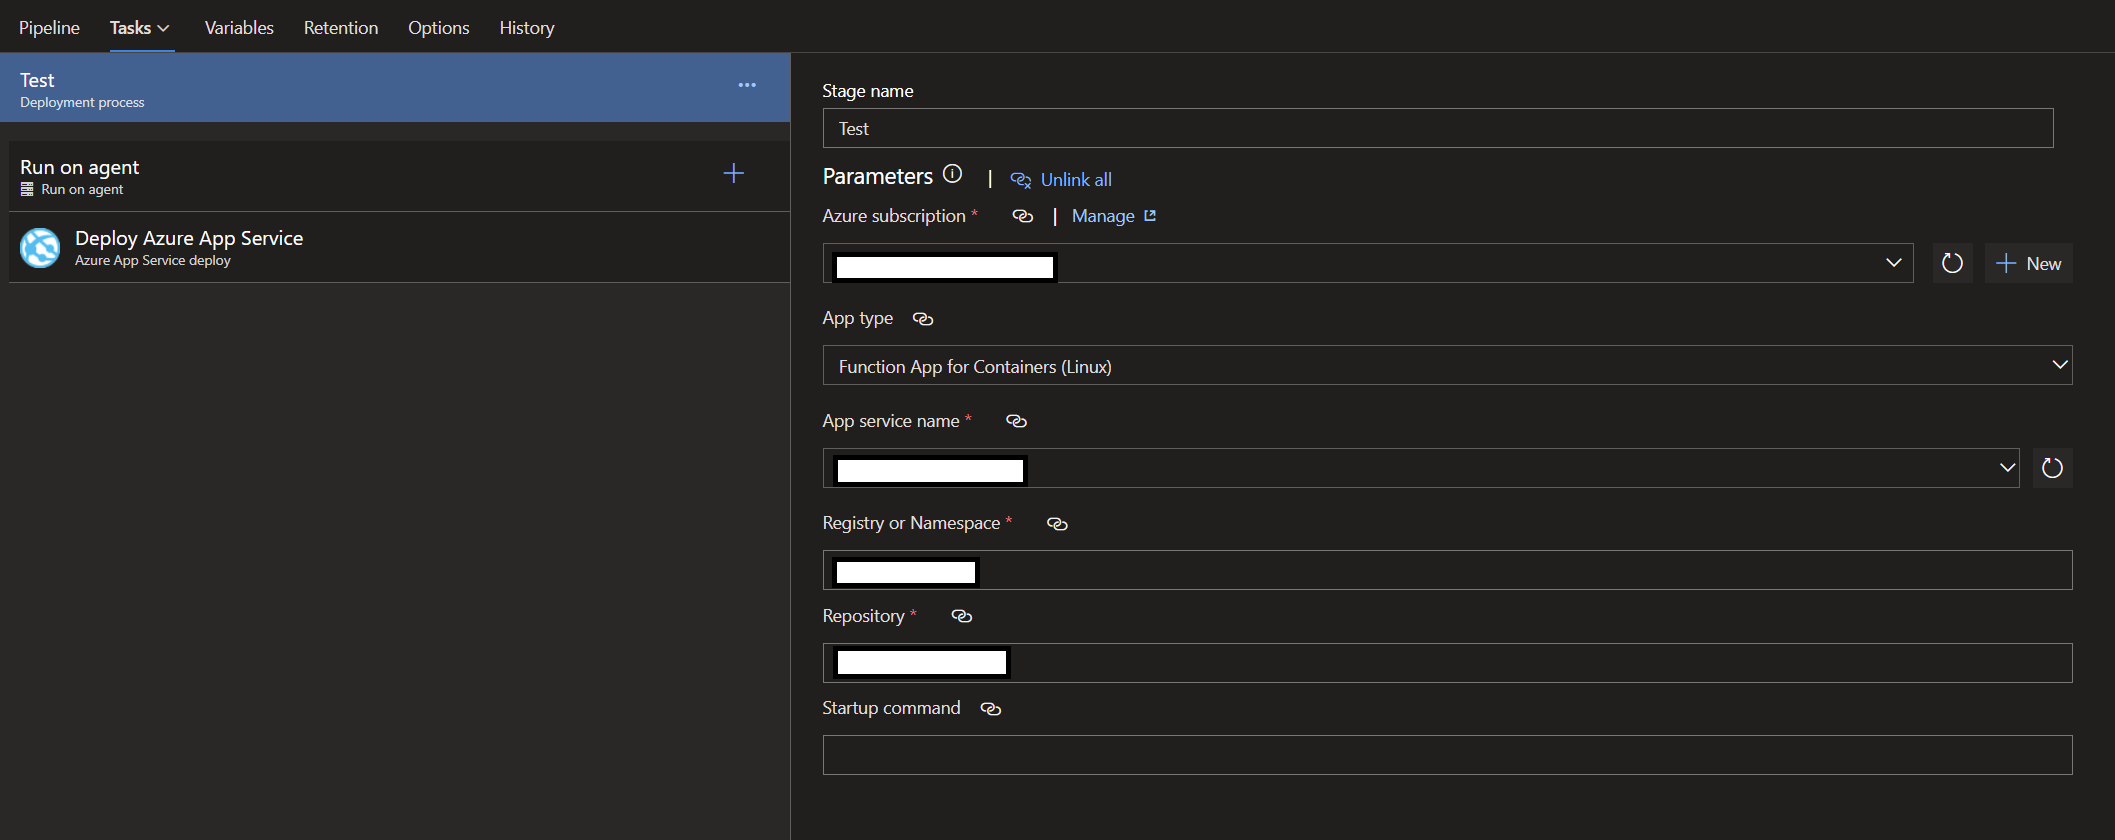 Pipeline Tasks Variables Retention Options History
Test
Deployment process
Run on agent
Run on agent
Deploy Azure App Service
Azure App Service deploy
Stage name
Test
Parameters | Unlink all
Azure subscription * | Manage
New
App type
Function App for Containers (Linux)
App service name *
Registry or Namespace *
Repository *
Startup command